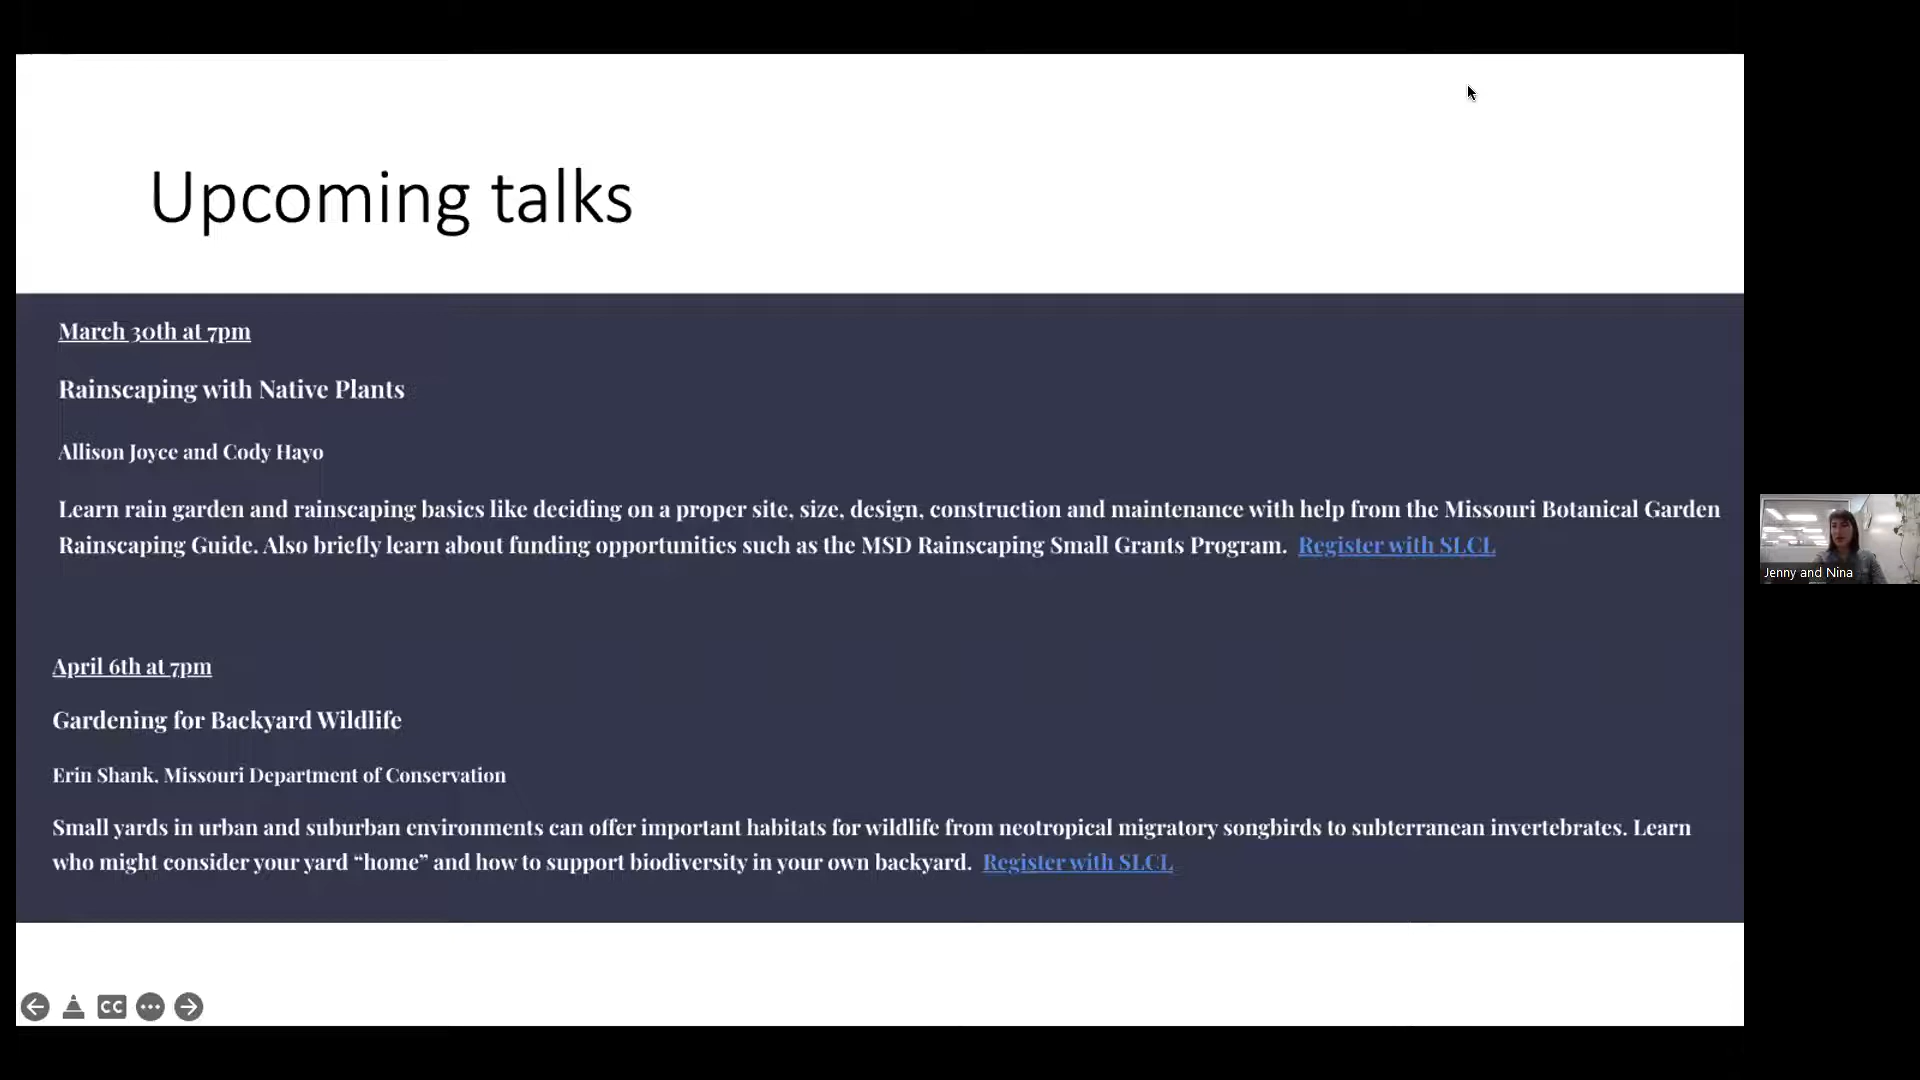 Upcoming talks
March 30th at 7pm
Rainscaping with Native Plants
Allison Joyce and Cody Hayo
Learn rain garden and rainscaping basics like deciding on a proper site, size, design, construction and maintenance with help from the Missouri Botanical Garden
Rainscaping Guide. Also briefly learn about funding opportunities such as the MSD Rainscaping Small Grants Program. Register with SLCL
April 6th at 7pm
Gardening for Backyard Wildlife
Erin Shank, Missouri Department of Conservation
Small yards in urban and suburban environments can offer important habitats for wildlife from neotropical migratory songbirds to subterranean invertebrates. Learn
who might consider your yard “home” and how to support biodiversity in your own backyard. Register with SLCL
Jenny and Nina
CC